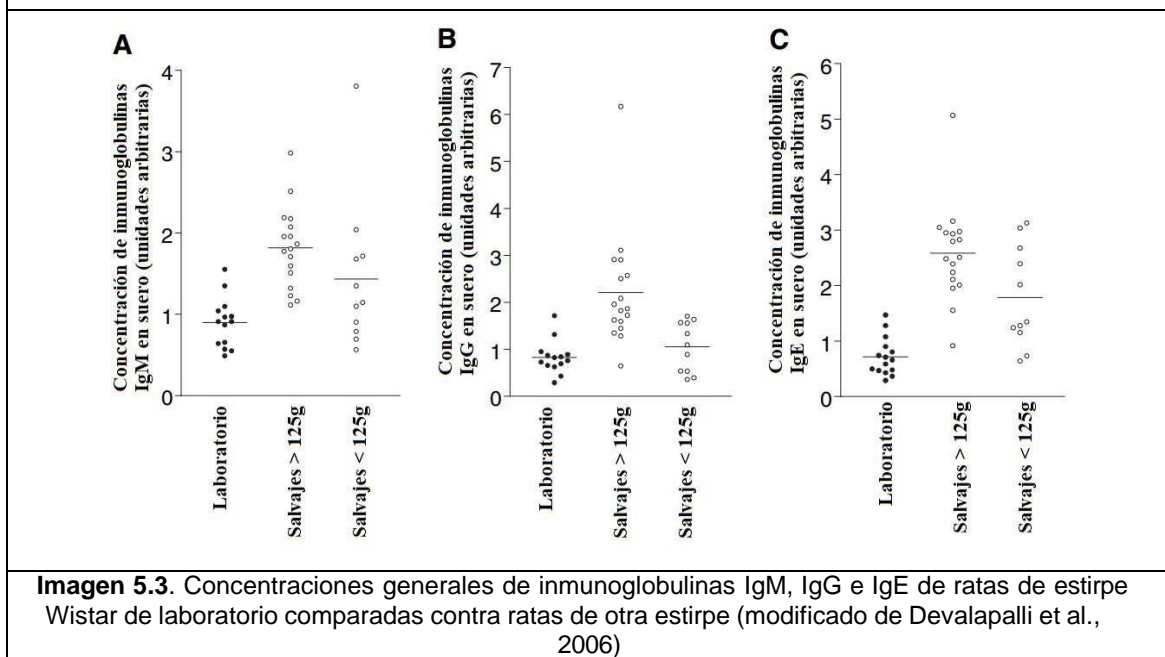 A
Concentración de inmunoglobulinas
IgM en suero (unidades arbitrarias)
4
3
2
1
0
Laboratorio
Salvajes > 125g
Salvajes < 125g
B
Concentración de inmunoglobulinas
IgG en suero (unidades arbitrarias)
7
6
5
4
3
2
1
0
Laboratorio
Salvajes > 125g
Salvajes < 125g
C
Concentración de inmunoglobulinas
IgE en suero (unidades arbitrarias)
6
5
4
3
2
1
0
Laboratorio
Salvajes > 125g
Salvajes < 125g
Imagen 5.3. Concentraciones generales de inmunoglobulinas IgM, IgG e IgE de ratas de estirpe
Wistar de laboratorio comparadas contra ratas de otra estirpe (modificado de Devalapalli et al.,
2006)